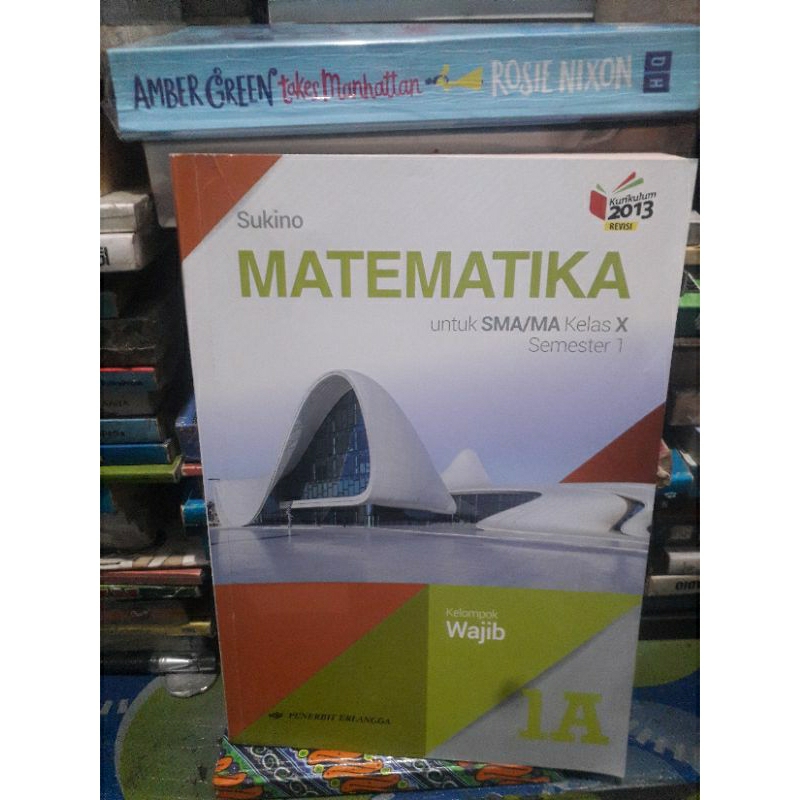 AMBER GREEN takes Manhattan ROSIE NIXON DH
Sukino
Kurikulum
2013
REVISI
MATEMATIKA
untuk SMA/MA Kelas X
Semester 1
Kelompok
Wajib
1A
PENERBIT ERLANGGA